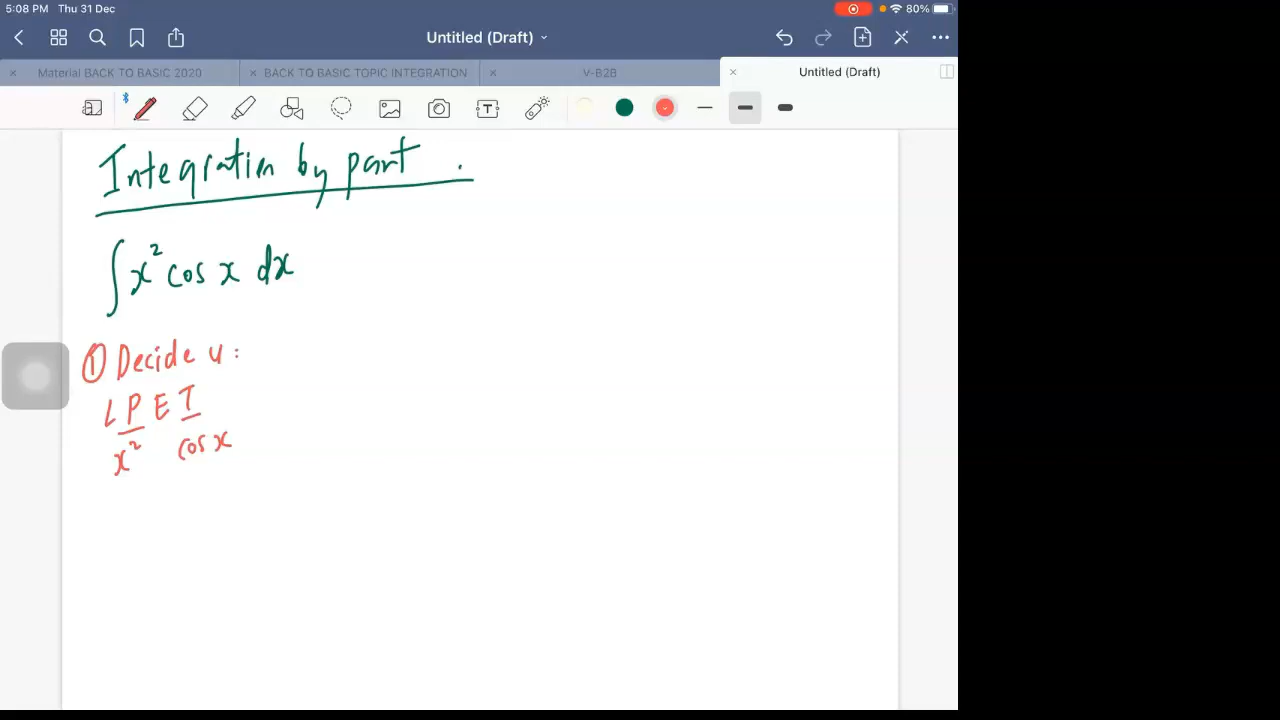 5:08 PM Thu 31 Dec 80%
Untitled (Draft)
Material BACK TO BASIC 2020 BACK TO BASIC TOPIC INTEGRATION V-B2B Untitled (Draft)
Integration by part .
∫x² cos x dx
① Decide u :
L P E T
x² cos x